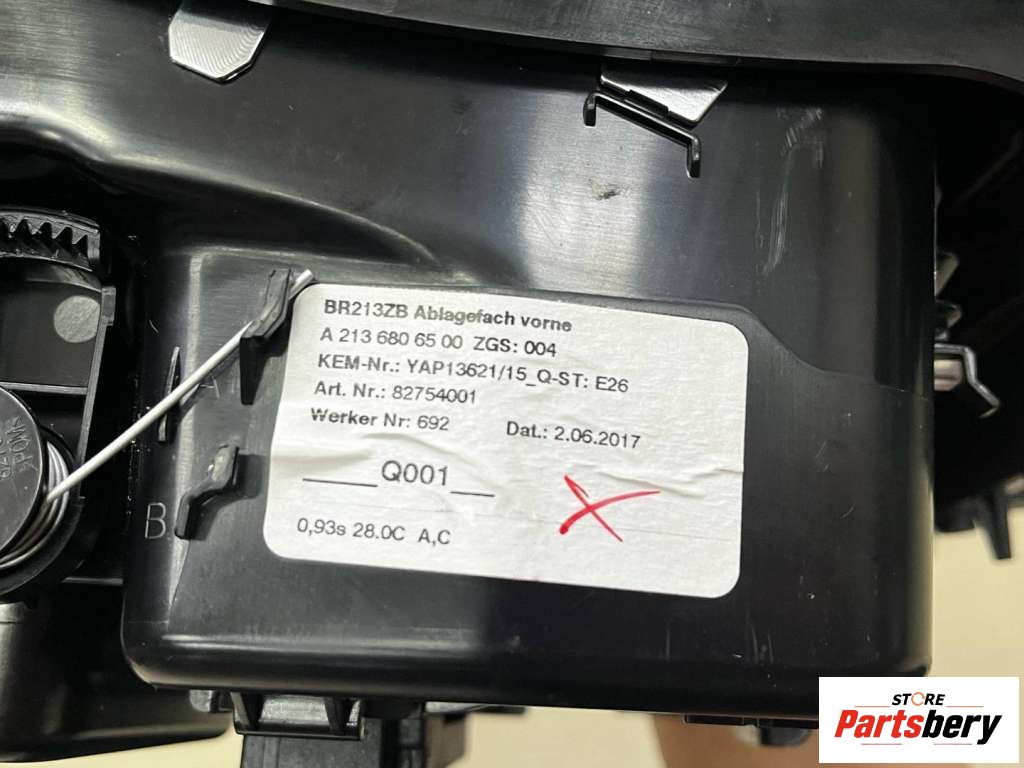 BR213ZB Ablagefach vorne
A 213 680 65 00 ZGS: 004
KEM-Nr.: YAP13621/15_Q-ST: E26
Art. Nr.: 82754001
Werker Nr: 692 Dat.: 2.06.2017
_____Q001___
0,93s 28.0C A,C
A
B
STORE
Partsbery